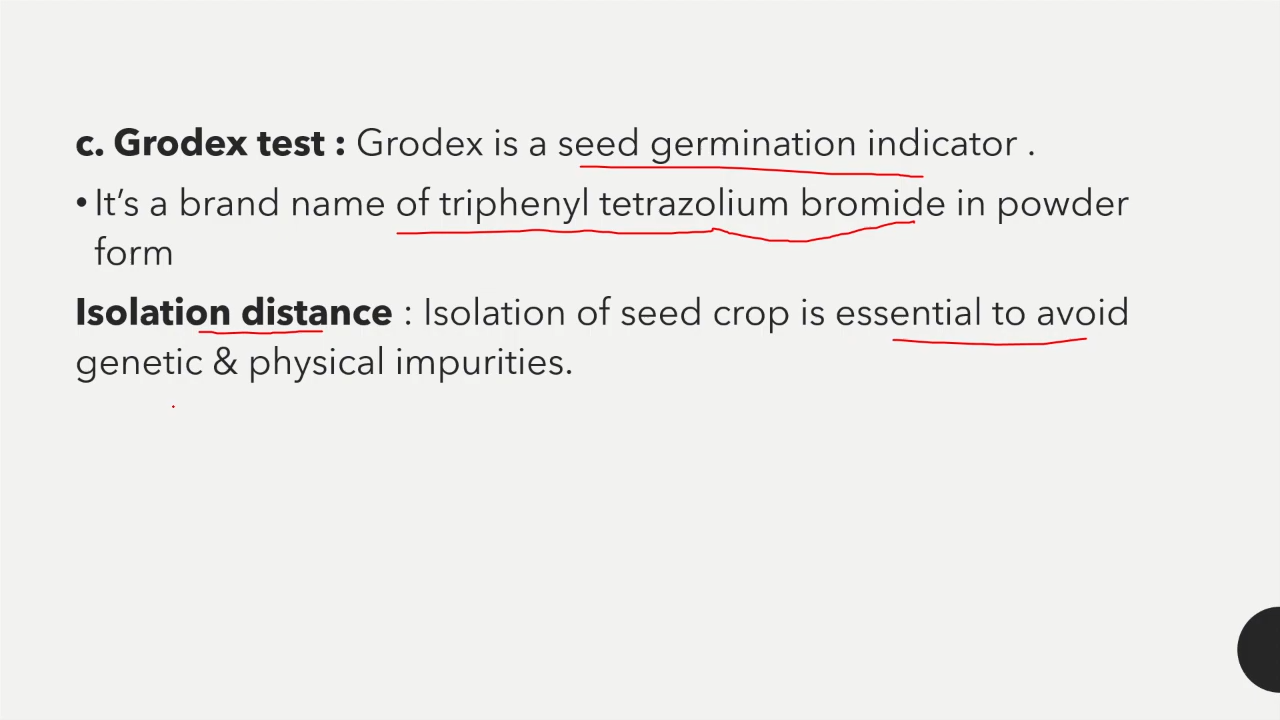 c. Grodex test : Grodex is a seed germination indicator .
• It’s a brand name of triphenyl tetrazolium bromide in powder
form
Isolation distance : Isolation of seed crop is essential to avoid
genetic & physical impurities.